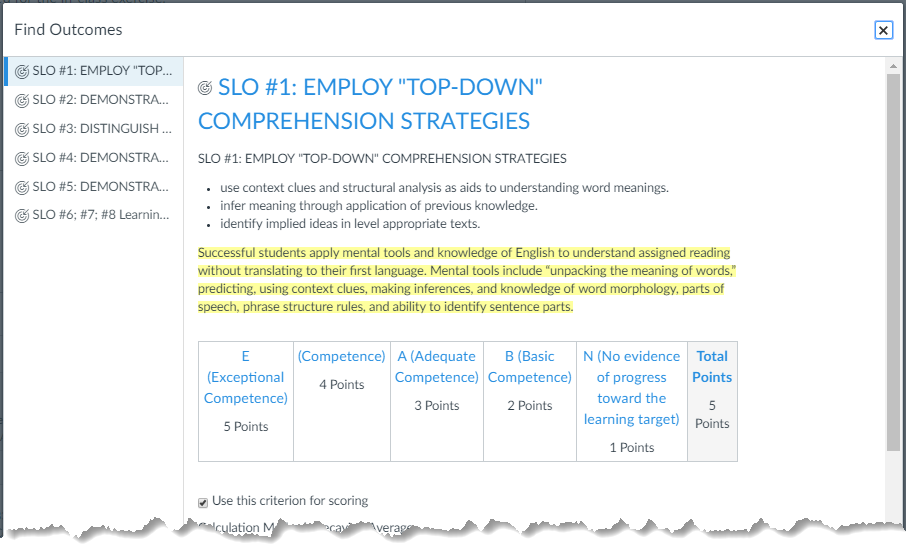 Find Outcomes
SLO #1: EMPLOY "TOP...
SLO #2: DEMONSTRA...
SLO #3: DISTINGUISH ...
SLO #4: DEMONSTRA...
SLO #5: DEMONSTRA...
SLO #6; #7; #8 Learnin...
SLO #1: EMPLOY "TOP-DOWN"
COMPREHENSION STRATEGIES
SLO #1: EMPLOY "TOP-DOWN" COMPREHENSION STRATEGIES
• use context clues and structural analysis as aids to understanding word meanings.
• infer meaning through application of previous knowledge.
• identify implied ideas in level appropriate texts.
Successful students apply mental tools and knowledge of English to understand assigned reading
without translating to their first language. Mental tools include “unpacking the meaning of words,”
predicting, using context clues, making inferences, and knowledge of word morphology, parts of
speech, phrase structure rules, and ability to identify sentence parts.
E
(Exceptional
Competence)
5 Points
(Competence)
4 Points
A (Adequate
Competence)
3 Points
B (Basic
Competence)
2 Points
N (No evidence
of progress
toward the
learning target)
1 Points
Total
Points
5
Points
Use this criterion for scoring
Calculation Average